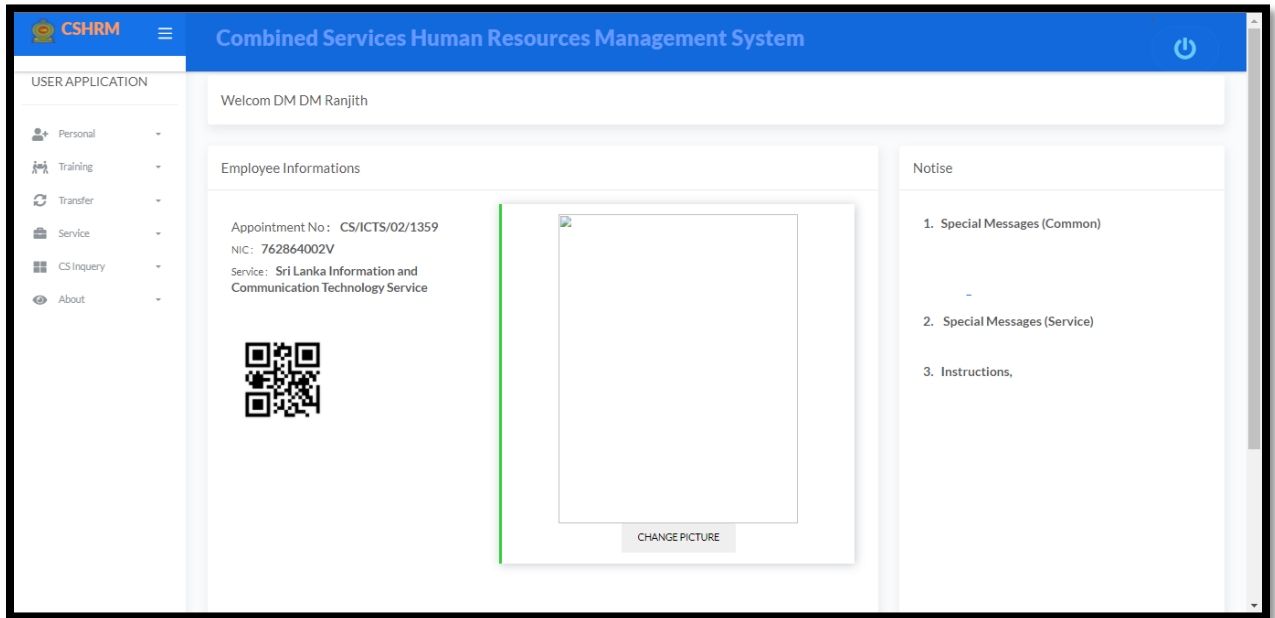 CSHRM
Combined Services Human Resources Management System
USER APPLICATION
Personal
Training
Transfer
Service
CS Inquery
About
Welcom DM DM Ranjith
Employee Informations
Appointment No : CS/ICTS/02/1359
NIC : 762864002V
Service : Sri Lanka Information and
Communication Technology Service
CHANGE PICTURE
Notise
1. Special Messages (Common)
-
2. Special Messages (Service)
3. Instructions,